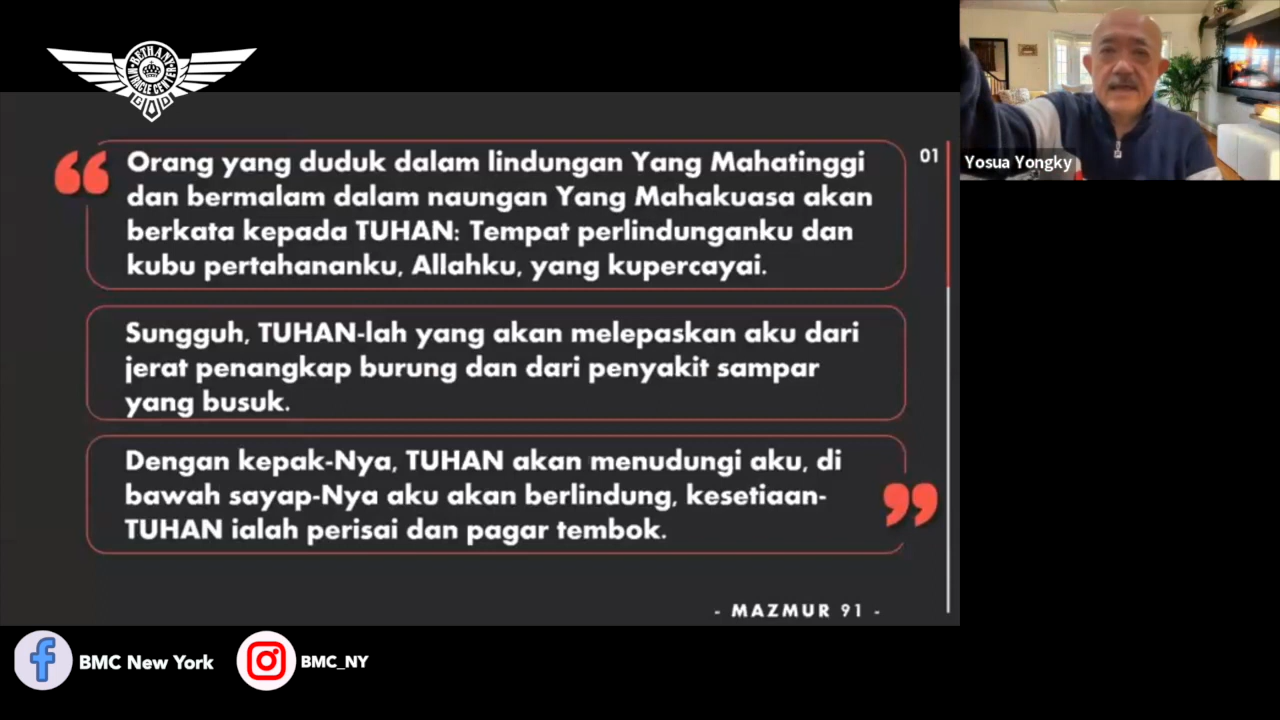 BETHANY
MIRACLE CENTER
Orang yang duduk dalam lindungan Yang Mahatinggi
dan bermalam dalam naungan Yang Mahakuasa akan
berkata kepada TUHAN: Tempat perlindunganku dan
kubu pertahananku, Allahku, yang kupercayai.
01
Yosua Yongky
Sungguh, TUHAN-lah yang akan melepaskan aku dari
jerat penangkap burung dan dari penyakit sampar
yang busuk.
Dengan kepak-Nya, TUHAN akan menudungi aku, di
bawah sayap-Nya aku akan berlindung, kesetiaan-
TUHAN ialah perisai dan pagar tembok.
- MAZMUR 91 -
BMC New York
BMC_NY